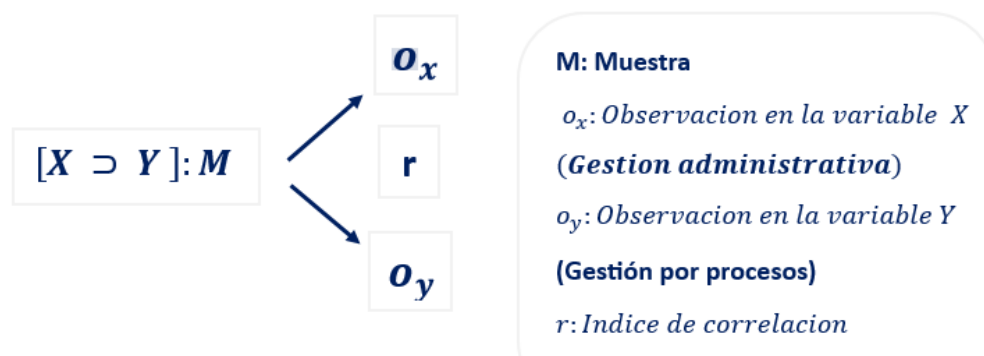 [X ⊃ Y ]: M
o_x
r
o_y
M: Muestra
o_x: Observacion en la variable X
(Gestion administrativa)
o_y: Observacion en la variable Y
(Gestión por procesos)
r: Indice de correlacion